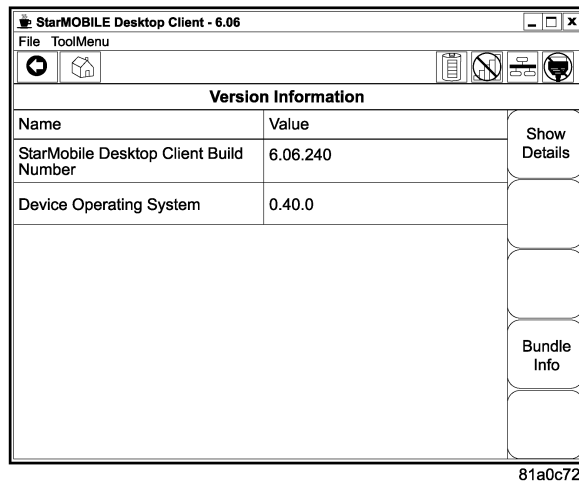 StarMOBILE Desktop Client - 6.06
File ToolMenu
Version Information
Name Value
Show
Details
StarMobile Desktop Client Build
Number
6.06.240
Device Operating System 0.40.0
Bundle
Info
81a0c72